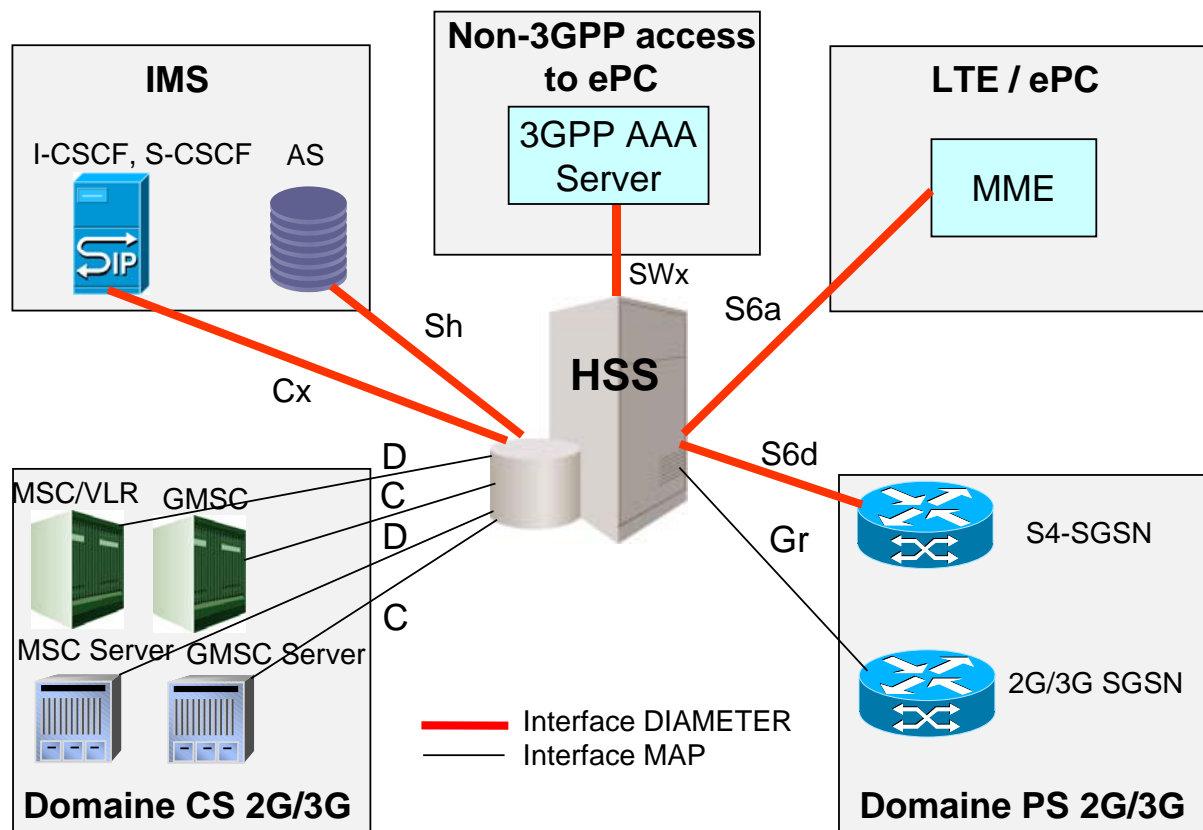 IMS
I-CSCF, S-CSCF
AS
SIP
Non-3GPP access
to ePC
3GPP AAA
Server
LTE / ePC
MME
SWx
S6a
Sh
Cx
HSS
S6d
Gr
D
C
D
C
MSC/VLR
GMSC
MSC Server
GMSC Server
Domaine CS 2G/3G
S4-SGSN
2G/3G SGSN
Domaine PS 2G/3G
Interface DIAMETER
Interface MAP